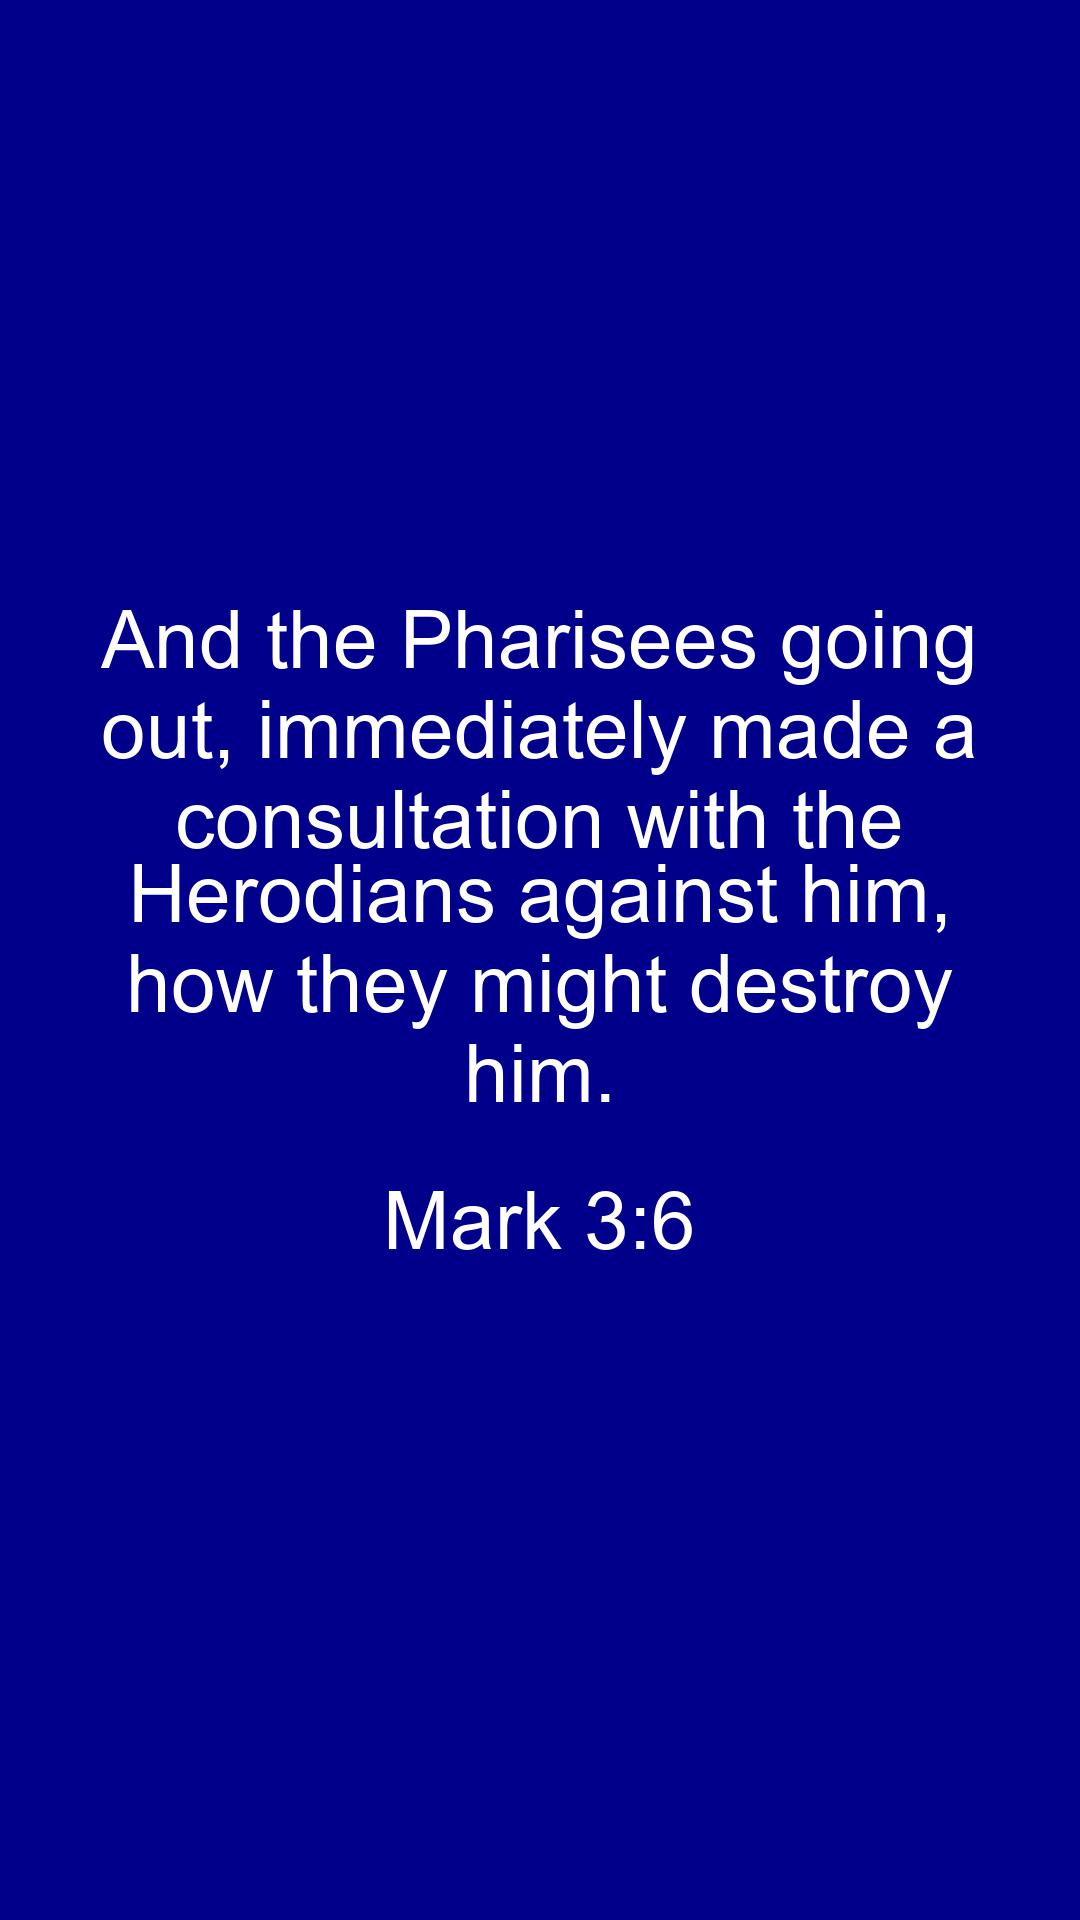 And the Pharisees going
out, immediately made a
consultation with the
Herodians against him,
how they might destroy
him.
Mark 3:6